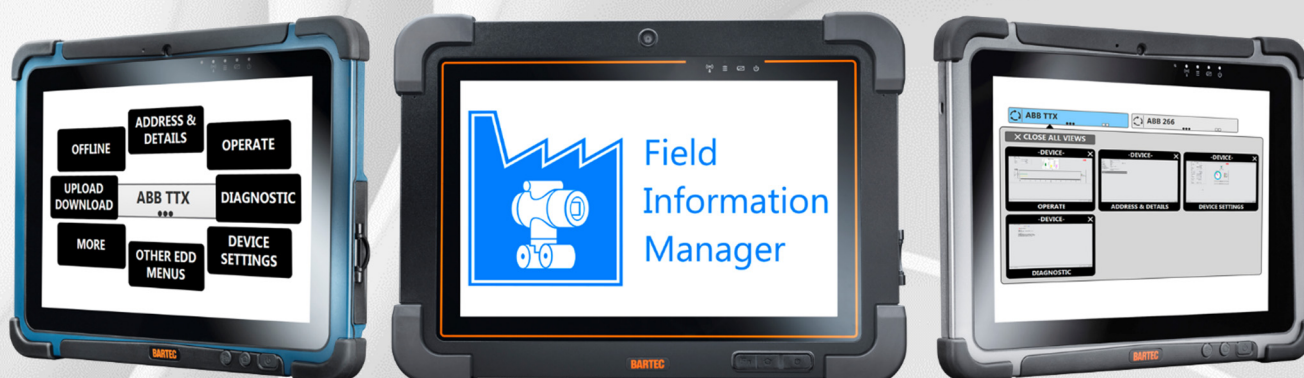 ADDRESS &
DETAILS
OFFLINE
OPERATE
UPLOAD
DOWNLOAD
ABB TTX
DIAGNOSTIC
MORE
OTHER EDD
MENUS
DEVICE
SETTINGS
BARTEC
Field
Information
Manager
BARTEC
ABB TTX
ABB 266
X CLOSE ALL VIEWS
-DEVICE-
-DEVICE-
-DEVICE-
OPERATE
ADDRESS & DETAILS
DEVICE SETTINGS
-DEVICE-
DIAGNOSTIC
BARTEC